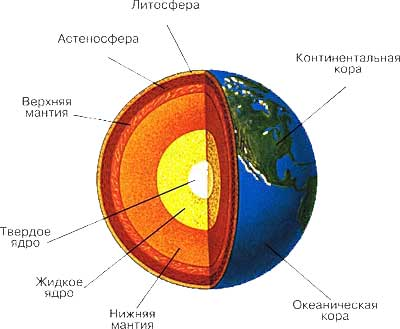 Литосфера
Астеносфера
Континентальная
кора
Верхняя
мантия
Твердое
ядро
Жидкое
ядро
Нижняя
мантия
Океаническая
кора